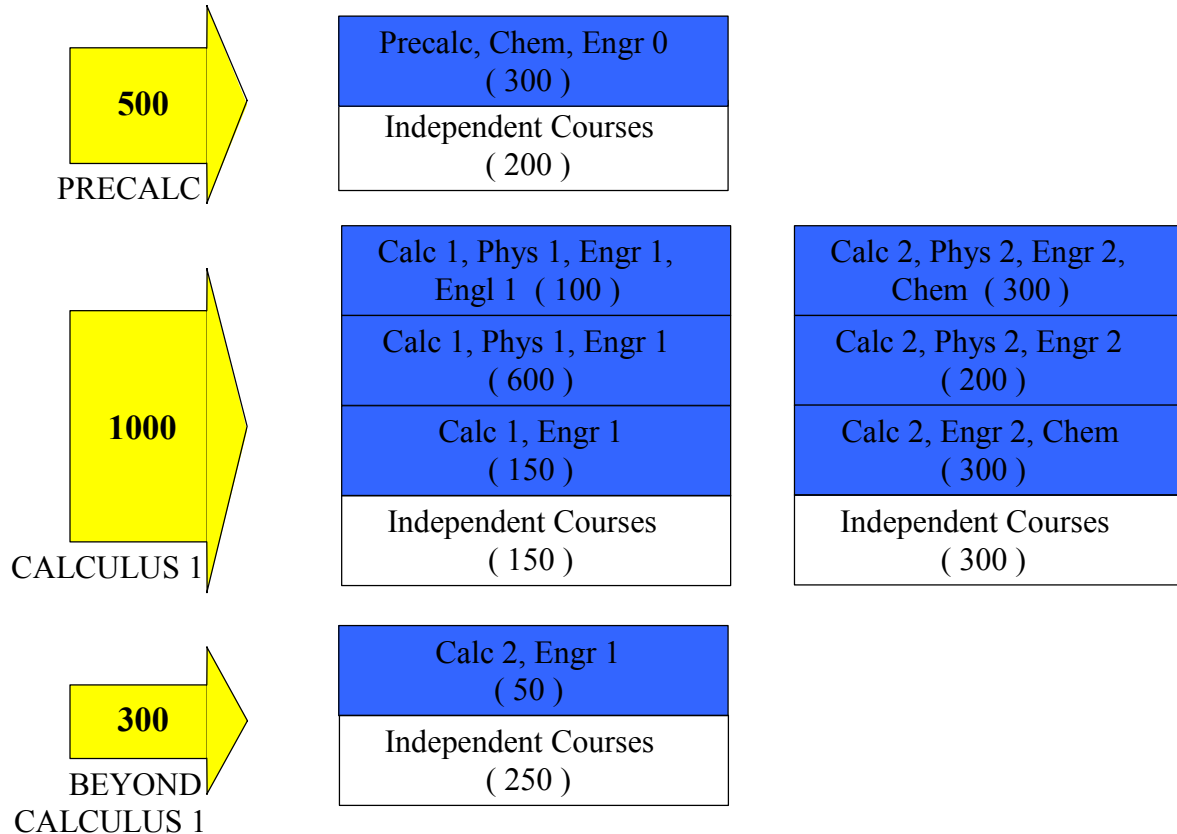 500
PRECALC
Precalc, Chem, Engr 0
( 300 )
Independent Courses
( 200 )
1000
CALCULUS 1
Calc 1, Phys 1, Engr 1,
Engl 1 ( 100 )
Calc 1, Phys 1, Engr 1
( 600 )
Calc 1, Engr 1
( 150 )
Independent Courses
( 150 )
Calc 2, Phys 2, Engr 2,
Chem ( 300 )
Calc 2, Phys 2, Engr 2
( 200 )
Calc 2, Engr 2, Chem
( 300 )
Independent Courses
( 300 )
300
BEYOND
CALCULUS 1
Calc 2, Engr 1
( 50 )
Independent Courses
( 250 )